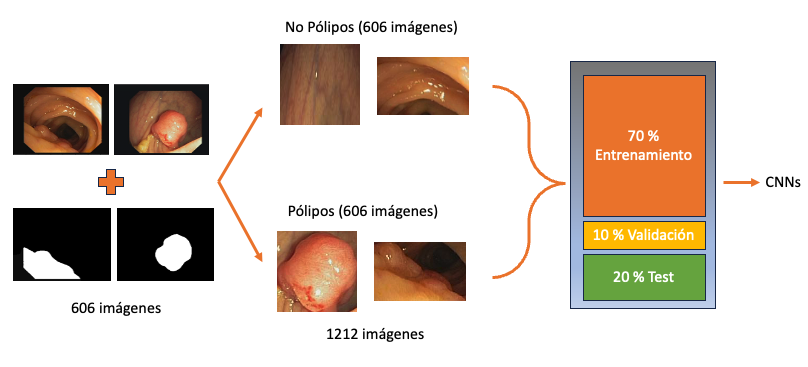 No Pólipos (606 imágenes)
606 imágenes
Pólipos (606 imágenes)
1212 imágenes
70 %
Entrenamiento
10 % Validación
20 % Test
CNNs